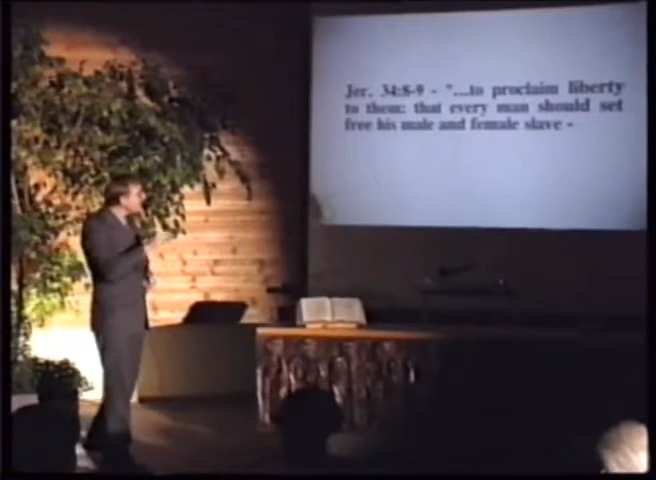 Jer. 34:8-9 - "...to proclaim liberty
to them: that every man should set
free his male and female slave -